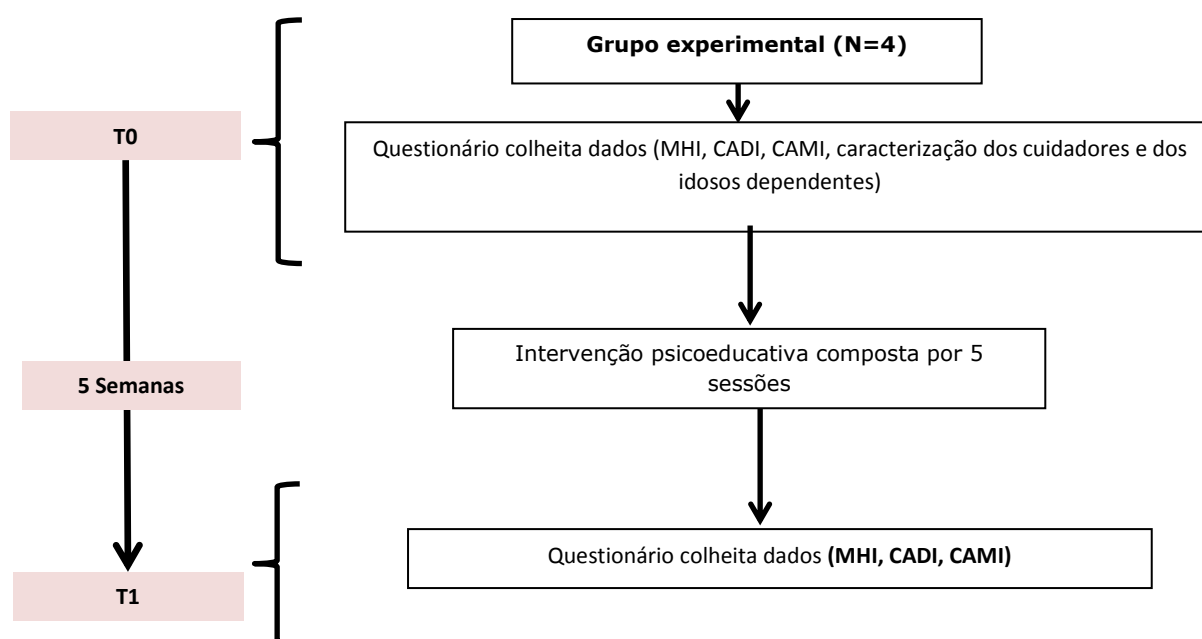 Grupo experimental (N=4)
T0
Questionário colheita dados (MHI, CADI, CAMI, caracterização dos cuidadores e dos
idosos dependentes)
5 Semanas
Intervenção psicoeducativa composta por 5
sessões
Questionário colheita dados (MHI, CADI, CAMI)
T1